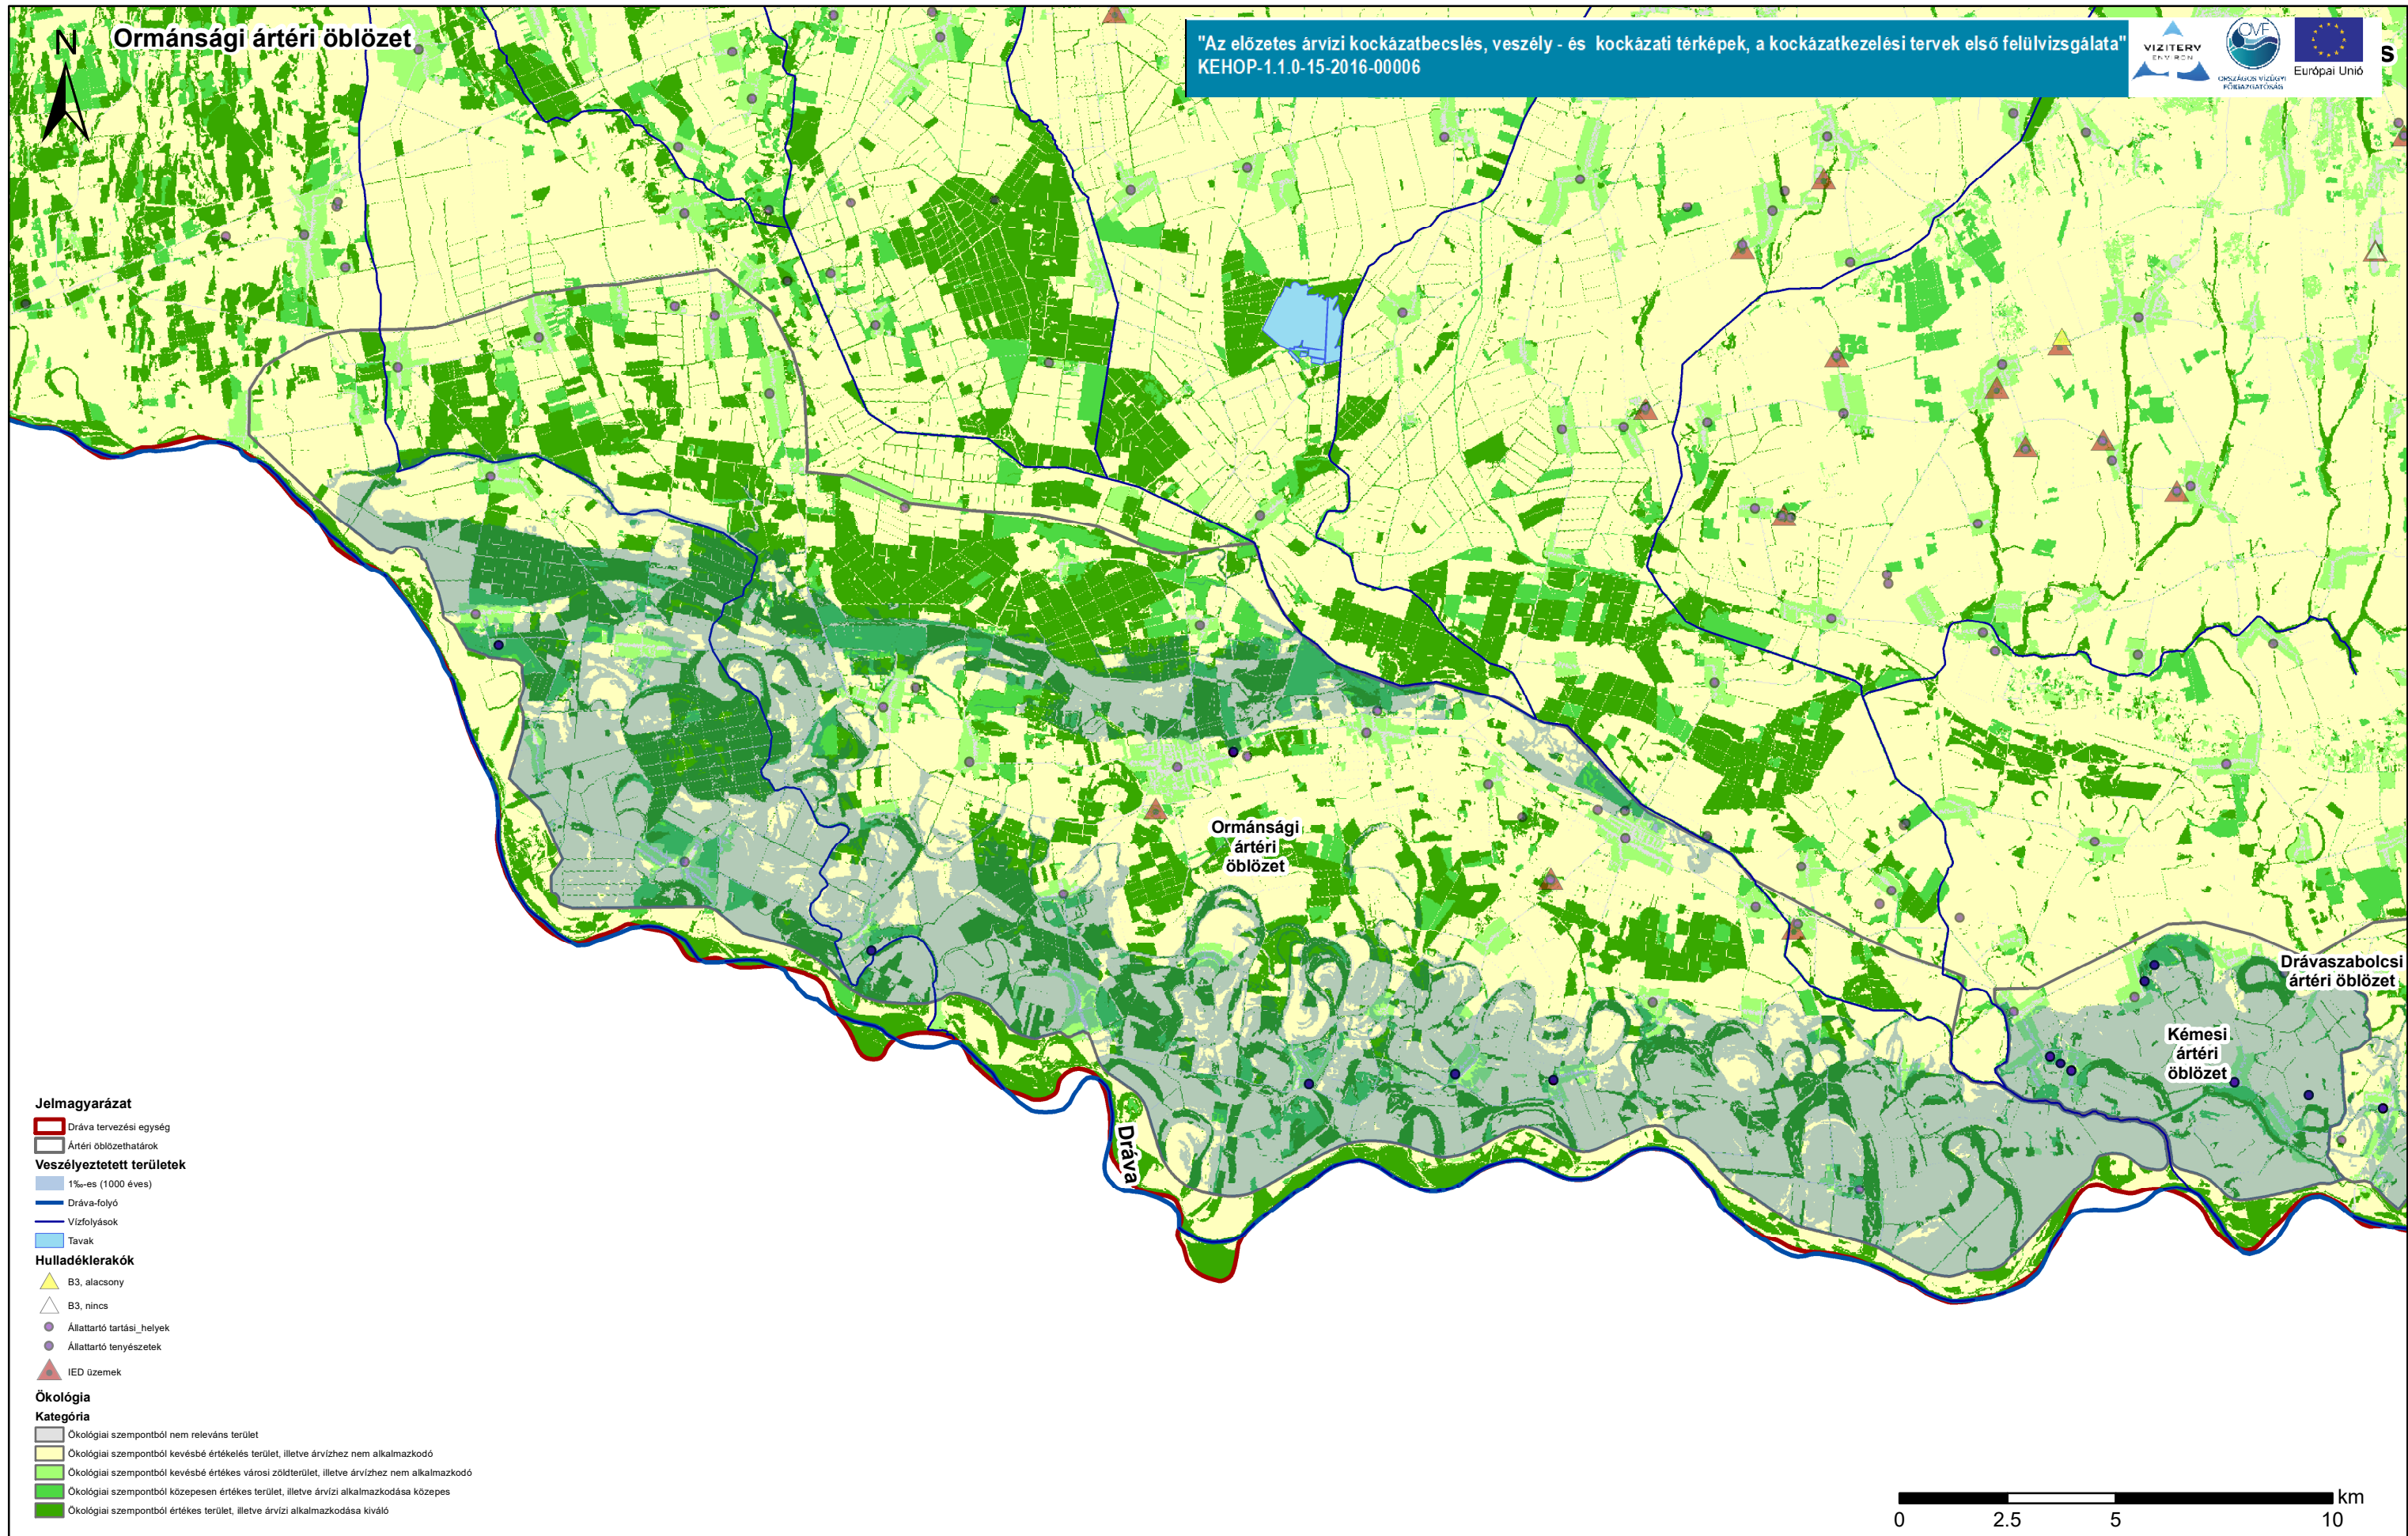 N
Ormánsági ártéri öblözet
"Az előzetes árvízi kockázatbecslés, veszély - és  kockázati térképek, a kockázatkezelési tervek első felülvizsgálata"
KEHOP-1.1.0-15-2016-00006
VIZITERV
ENVIRON
OVF
ORSZÁGOS VÍZÜGYI
FŐIGAZGATÓSÁG
Európai Unió
s
Ormánsági
ártéri
öblözet
Drávaszabolcsi
ártéri öblözet
Kémesi
ártéri
öblözet
Dráva
Jelmagyarázat
Dráva tervezési egység
Ártéri öblözethatárok
Veszélyeztetett területek
1‰-es (1000 éves)
Dráva-folyó
Vízfolyások
Tavak
Hulladéklerakók
B3, alacsony
B3, nincs
Állattartó tartási_helyek
Állattartó tenyészetek
IED üzemek
Ökológia
Kategória
Ökológiai szempontból nem releváns terület
Ökológiai szempontból kevésbé értékelés terület, illetve árvízhez nem alkalmazkodó
Ökológiai szempontból kevésbé értékes városi zöldterület, illetve árvízhez nem alkalmazkodó
Ökológiai szempontból közepesen értékes terület, illetve árvízi alkalmazkodása közepes
Ökológiai szempontból értékes terület, illetve árvízi alkalmazkodása kiváló
km
0 2.5 5 10